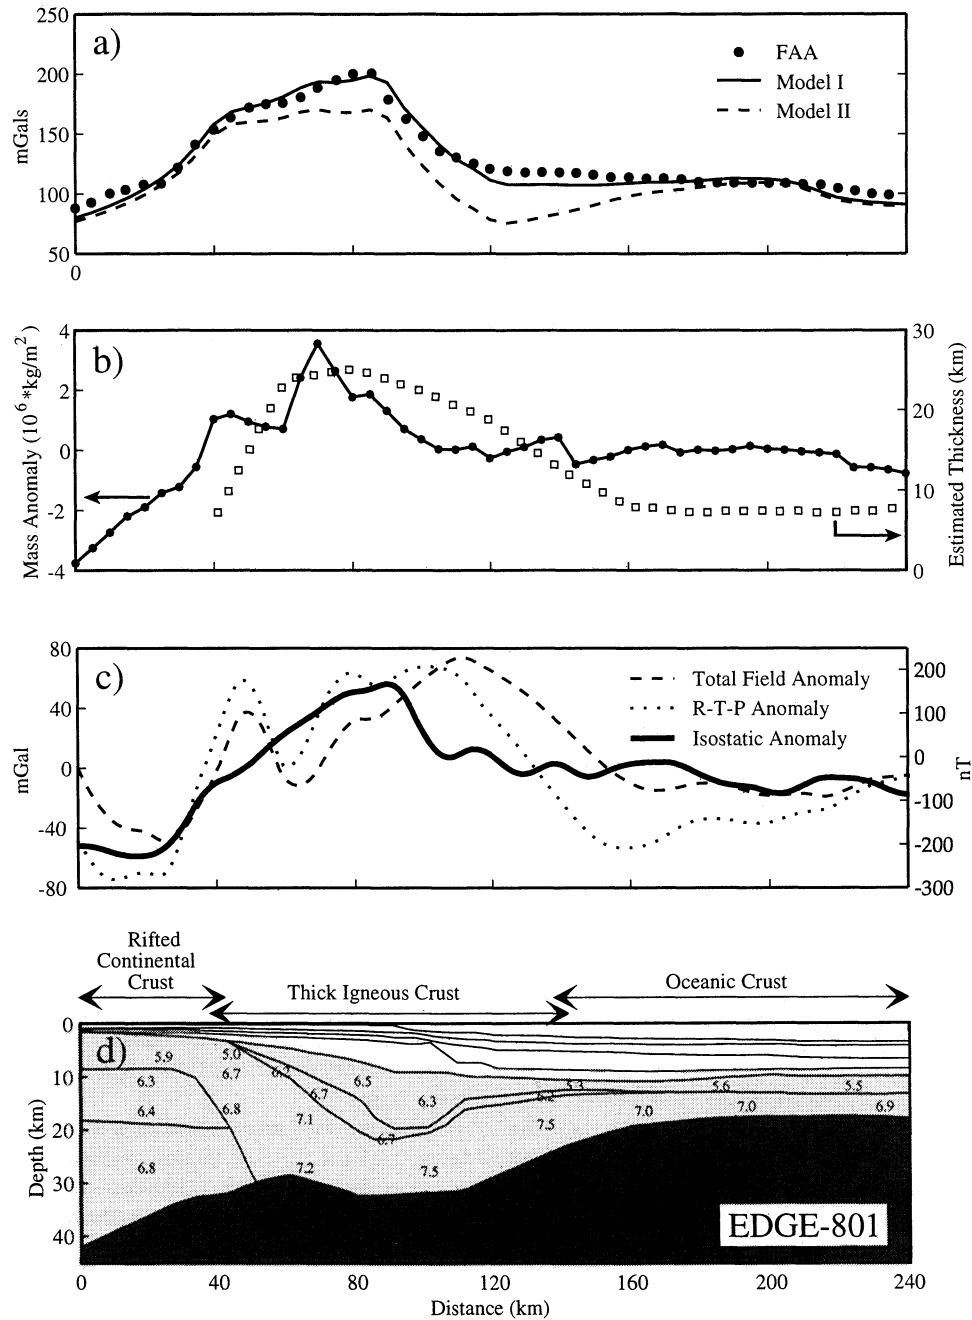 250
200
150
100
50
0
mGals
a)
FAA
Model I
Model II
4
2
0
-2
-4
Mass Anomaly (10^6 *kg/m^2)
b)
30
20
10
0
Estimated Thickness (km)
80
40
0
-40
-80
mGal
c)
Total Field Anomaly
R-T-P Anomaly
Isostatic Anomaly
200
100
0
-100
-200
-300
nT
Rifted
Continental
Crust
Thick Igneous Crust
Oceanic Crust
0
10
20
30
40
Depth (km)
d)
5.9
5.0
6.3
6.7
6.5
6.7
6.3
5.3
6.2
5.6
5.5
6.4
6.8
7.1
7.5
7.0
7.0
6.9
6.7
6.8
7.2
7.5
EDGE-801
0
40
80
120
160
200
240
Distance (km)